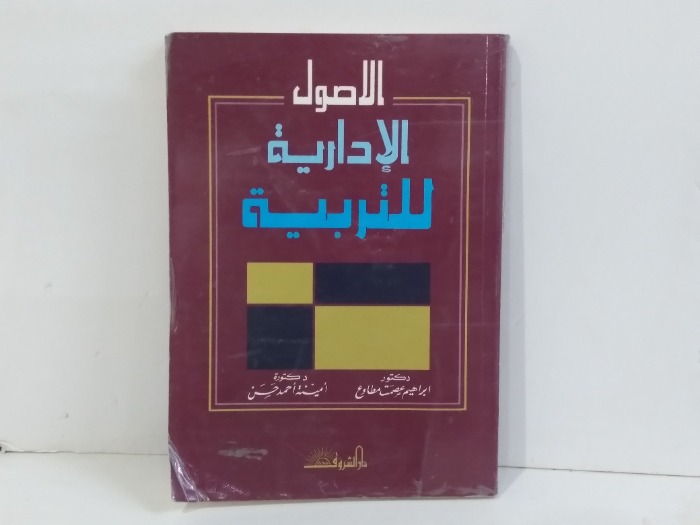 الاصول
الإدارية
للتربية
دكتور
ابراهيم عصمت مطاوع
دكتورة
أمينة أحمد حسن
دار الشروق